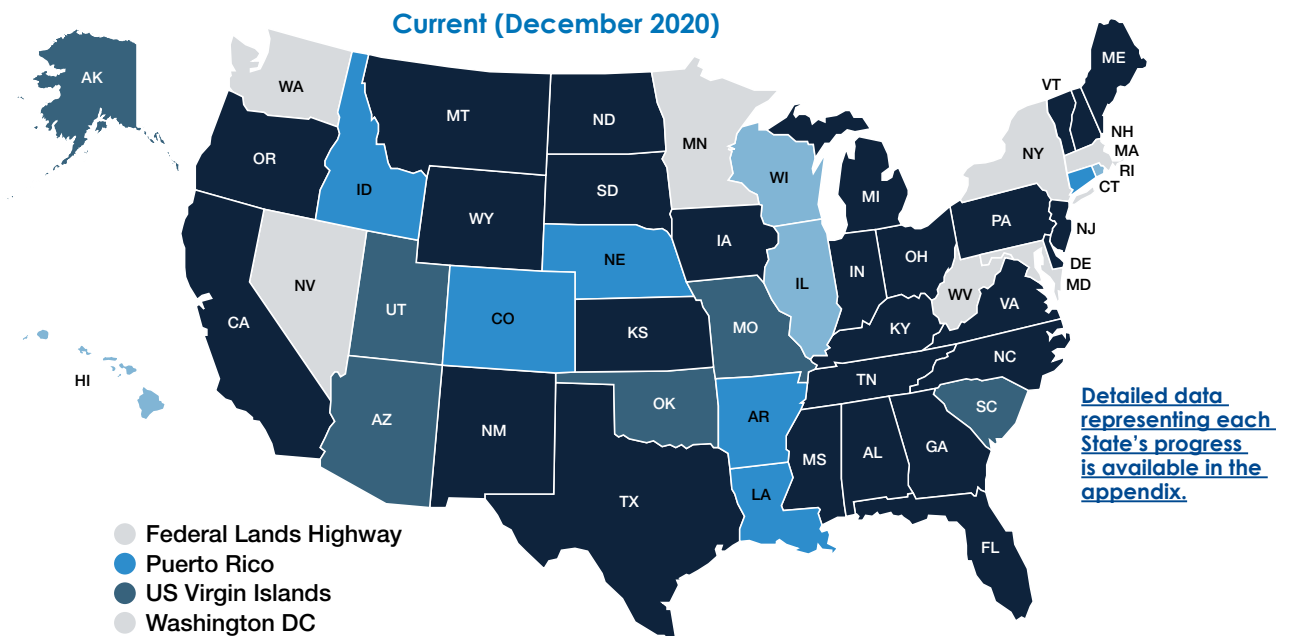 Current (December 2020)
AK
WA
OR
ID
MT
ND
MN
VT
ME
NH
MA
RI
CT
NY
WI
MI
SD
WY
IA
NE
PA
NJ
DE
MD
OH
IN
IL
WV
VA
NV
UT
CO
KS
MO
KY
CA
NC
TN
HI
AZ
NM
OK
AR
SC
MS
AL
GA
TX
LA
FL
Detailed data
representing each
State's progress
is available in the
appendix.
Federal Lands Highway
Puerto Rico
US Virgin Islands
Washington DC